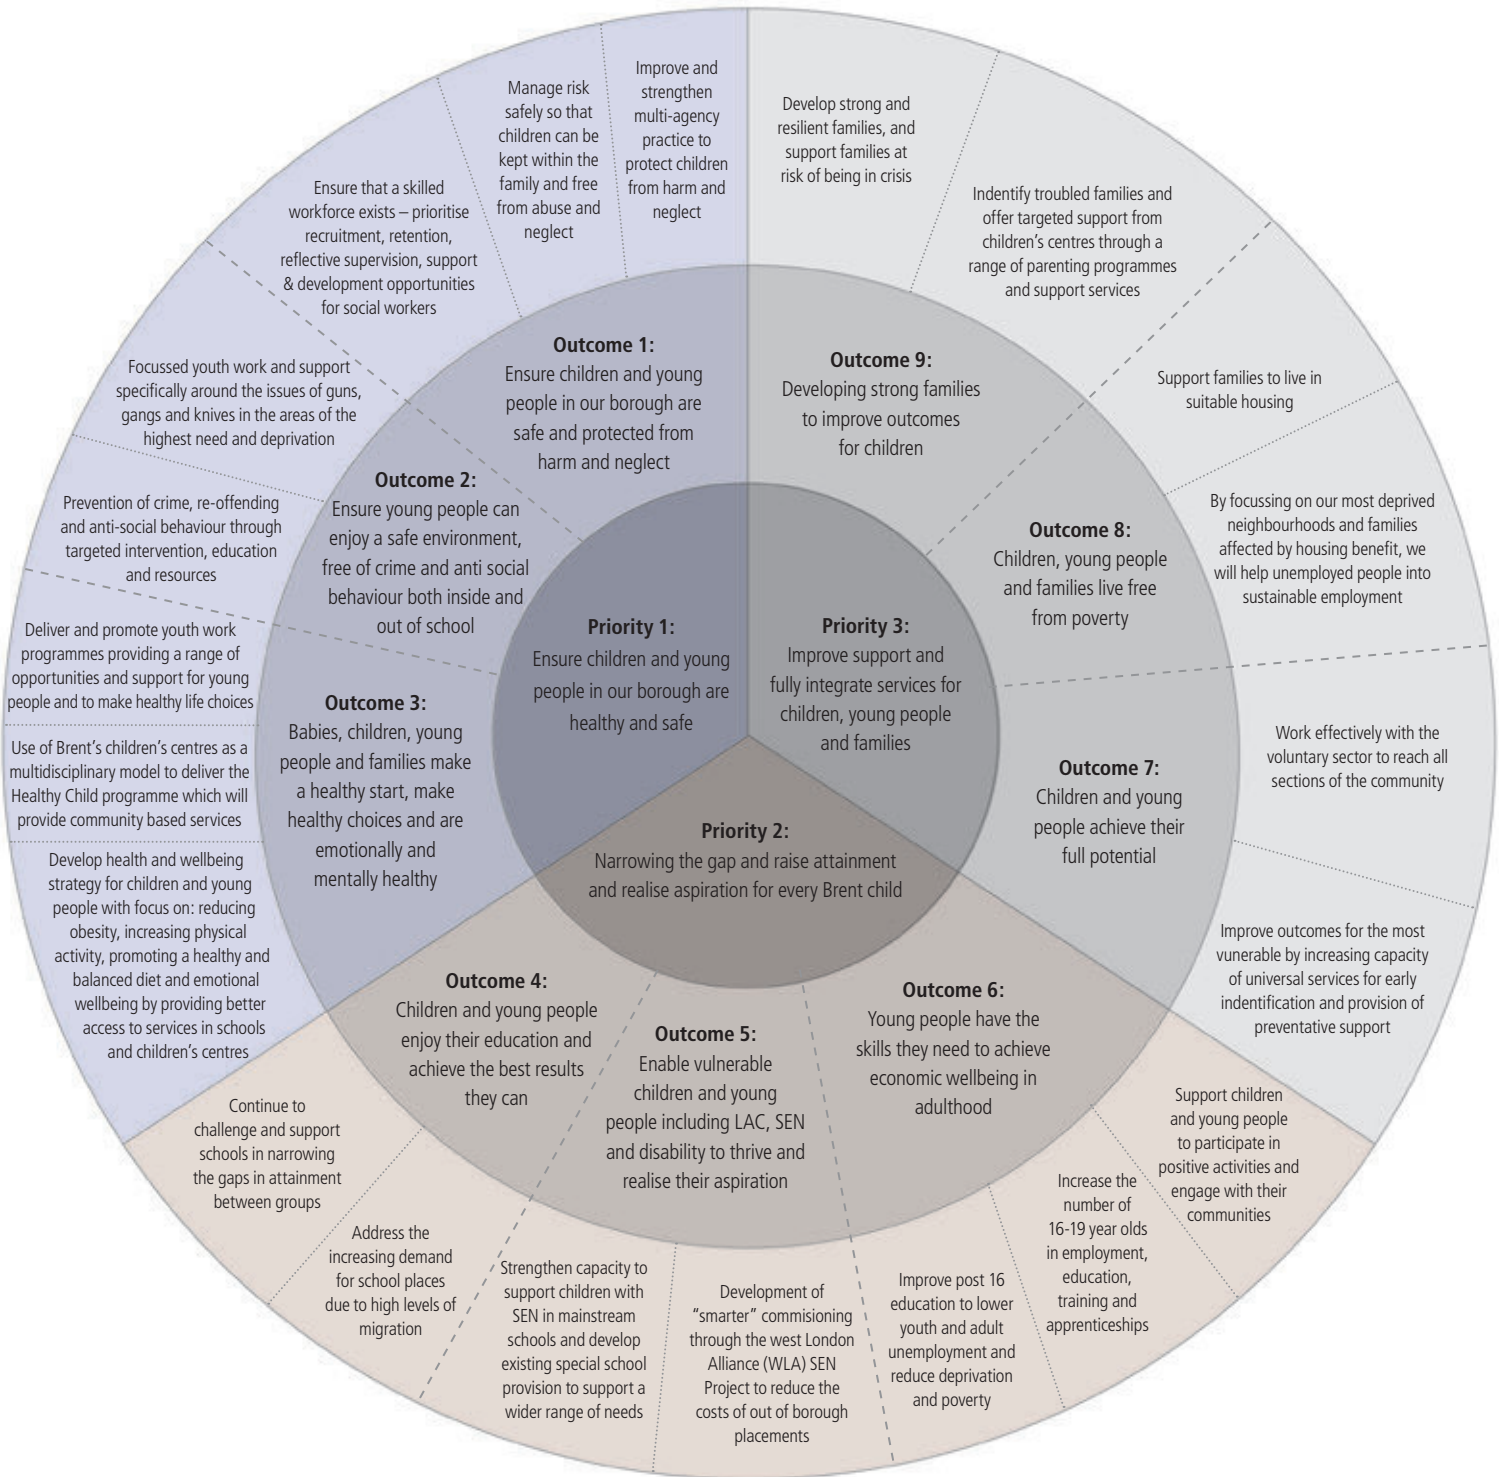 Priority 1:
Ensure children and young
people in our borough are
healthy and safe
Priority 2:
Narrowing the gap and raise attainment
and realise aspiration for every Brent child
Priority 3:
Improve support and
fully integrate services for
children, young people
and families
Outcome 1:
Ensure children and young
people in our borough are
safe and protected from
harm and neglect
Outcome 2:
Ensure young people can
enjoy a safe environment,
free of crime and anti social
behaviour both inside and
out of school
Outcome 3:
Babies, children, young
people and families make
a healthy start, make
healthy choices and are
emotionally and
mentally healthy
Outcome 4:
Children and young people
enjoy their education and
achieve the best results
they can
Outcome 5:
Enable vulnerable
children and young
people including LAC, SEN
and disability to thrive and
realise their aspiration
Outcome 6:
Young people have the
skills they need to achieve
economic wellbeing in
adulthood
Outcome 7:
Children and young
people achieve their
full potential
Outcome 8:
Children, young people
and families live free
from poverty
Outcome 9:
Developing strong families
to improve outcomes
for children
Improve and
strengthen
multi-agency
practice to
protect children
from harm and
neglect
Manage risk
safely so that
children can be
kept within the
family and free
from abuse and
neglect
Ensure that a skilled
workforce exists – prioritise
recruitment, retention,
reflective supervision, support
& development opportunities
for social workers
Focussed youth work and support
specifically around the issues of guns,
gangs and knives in the areas of the
highest need and deprivation
Prevention of crime, re-offending
and anti-social behaviour through
targeted intervention, education
and resources
Deliver and promote youth work
programmes providing a range of
opportunities and support for young
people and to make healthy life choices
Use of Brent’s children’s centres as a
multidisciplinary model to deliver the
Healthy Child programme which will
provide community based services
Develop health and wellbeing
strategy for children and young
people with focus on: reducing
obesity, increasing physical
activity, promoting a healthy and
balanced diet and emotional
wellbeing by providing better
access to services in schools
and children’s centres
Continue to
challenge and support
schools in narrowing
the gaps in attainment
between groups
Address the
increasing demand
for school places
due to high levels of
migration
Strengthen capacity to
support children with
SEN in mainstream
schools and develop
existing special school
provision to support a
wider range of needs
Development of
“smarter” commisioning
through the west London
Alliance (WLA) SEN
Project to reduce the
costs of out of borough
placements
Improve post 16
education to lower
youth and adult
unemployment and
reduce deprivation
and poverty
Increase the
number of
16-19 year olds
in employment,
education,
training and
apprenticeships
Support children
and young people
to participate in
positive activities and
engage with their
communities
Improve outcomes for the most
vunerable by increasing capacity
of universal services for early
indentification and provision of
preventative support
Work effectively with the
voluntary sector to reach all
sections of the community
By focussing on our most deprived
neighbourhoods and families
affected by housing benefit, we
will help unemployed people into
sustainable employment
Support families to live in
suitable housing
Indentify troubled families and
offer targeted support from
children’s centres through a
range of parenting programmes
and support services
Develop strong and
resilient families, and
support families at
risk of being in crisis